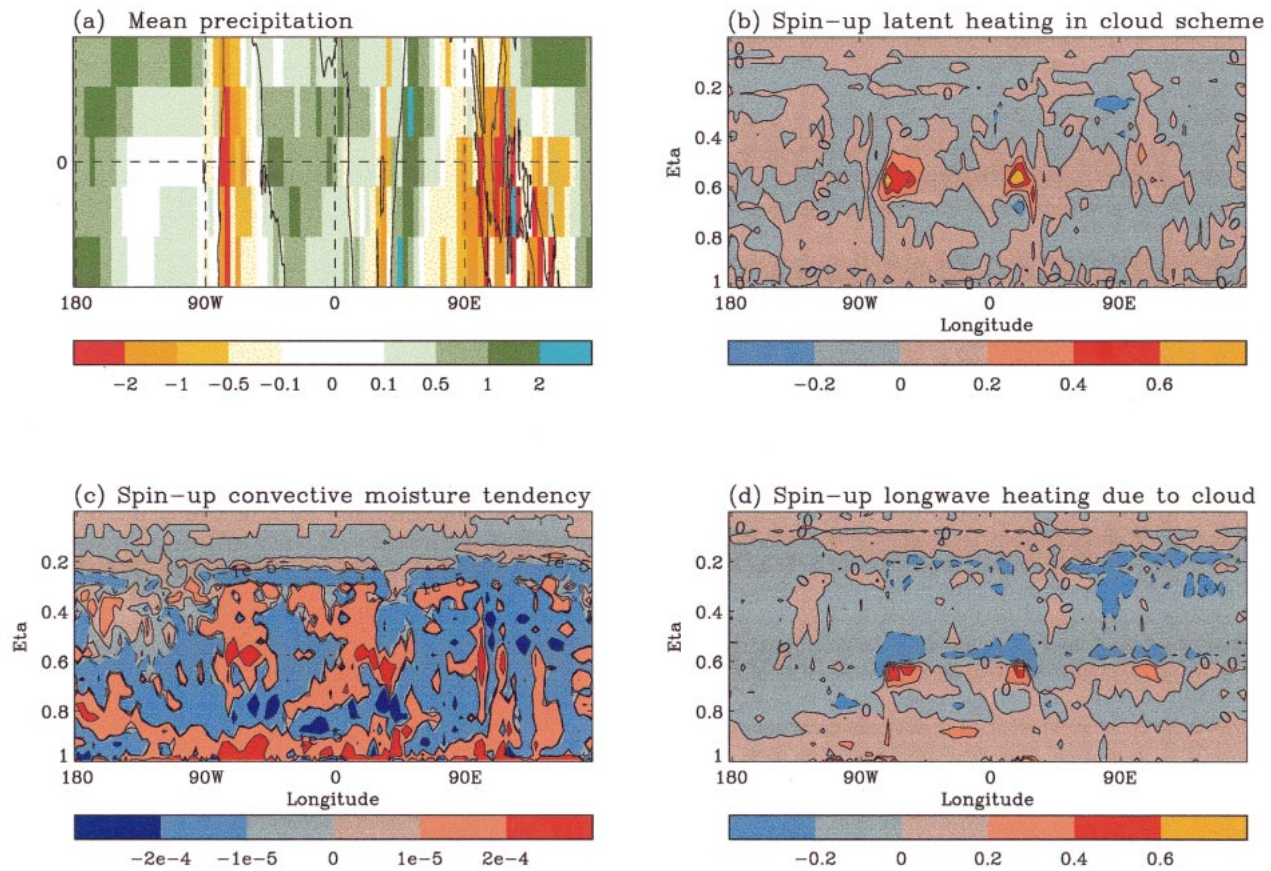 (a) Mean precipitation
0
180 90W 0 90E
-2 -1 -0.5 -0.1 0 0.1 0.5 1 2
(b) Spin-up latent heating in cloud scheme
Eta
0.2
0.4
0.6
0.8
1
180 90W 0 90E
Longitude
-0.2 0 0.2 0.4 0.6
(c) Spin-up convective moisture tendency
Eta
0.2
0.4
0.6
0.8
1
180 90W 0 90E
Longitude
-2e-4 -1e-5 0 1e-5 2e-4
(d) Spin-up longwave heating due to cloud
Eta
0.2
0.4
0.6
0.8
1
180 90W 0 90E
Longitude
-0.2 0 0.2 0.4 0.6